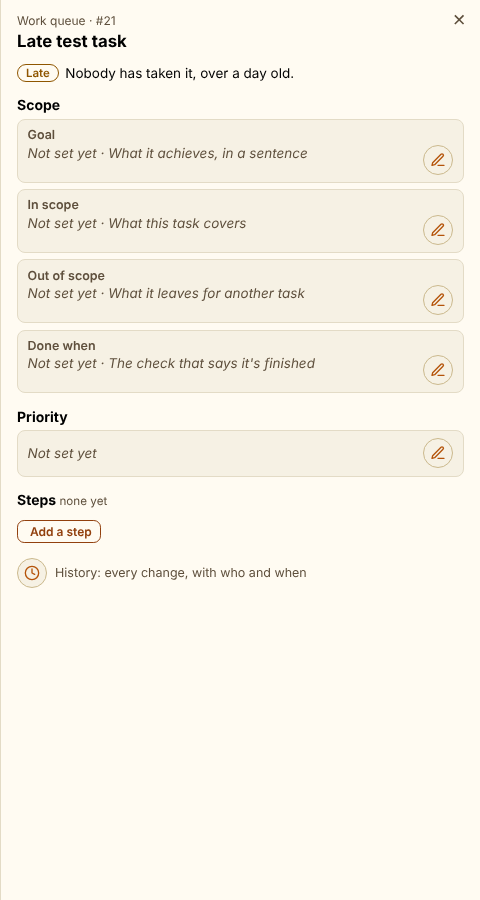 Work queue · #21
Late test task
Late Nobody has taken it, over a day old.
Scope
Goal
Not set yet · What it achieves, in a sentence
In scope
Not set yet · What this task covers
Out of scope
Not set yet · What it leaves for another task
Done when
Not set yet · The check that says it's finished
Priority
Not set yet
Steps none yet
Add a step
History: every change, with who and when